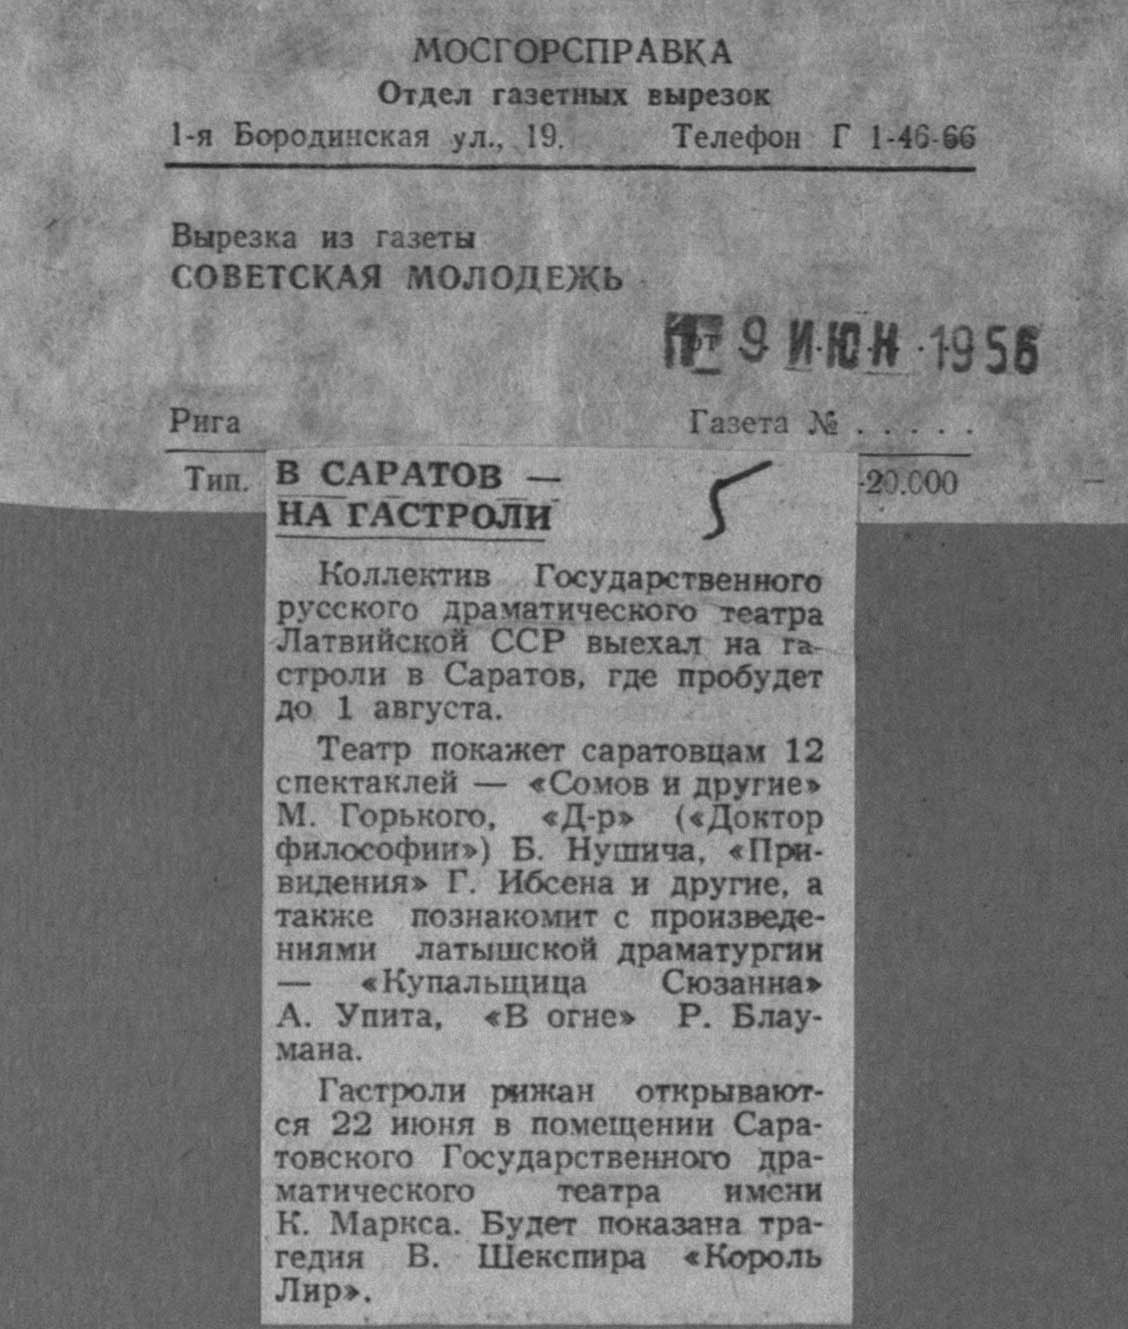 МОСГОРСПРАВКА
Отдел газетных вырезок
1-я Бородинская ул., 19. Телефон Г 1-46-66
Вырезка из газеты
СОВЕТСКАЯ МОЛОДЕЖЬ
от 9 ИЮН 1956
Рига Газета № . . . . .
Тип. -20.000
В САРАТОВ —
НА ГАСТРОЛИ
5
Коллектив Государственного
русского драматического театра
Латвийской ССР выехал на га-
строли в Саратов, где пробудет
до 1 августа.
Театр покажет саратовцам 12
спектаклей — «Сомов и другие»
М. Горького, «Д-р» («Доктор
философии») Б. Нушича, «При-
видения» Г. Ибсена и другие, а
также познакомит с произведе-
ниями латышской драматургии
— «Купальщица Сюзанна»
А. Упита, «В огне» Р. Блау-
мана.
Гастроли рижан открывают-
ся 22 июня в помещении Сара-
товского Государственного дра-
матического театра имени
К. Маркса. Будет показана тра-
гедия В. Шекспира «Король
Лир».